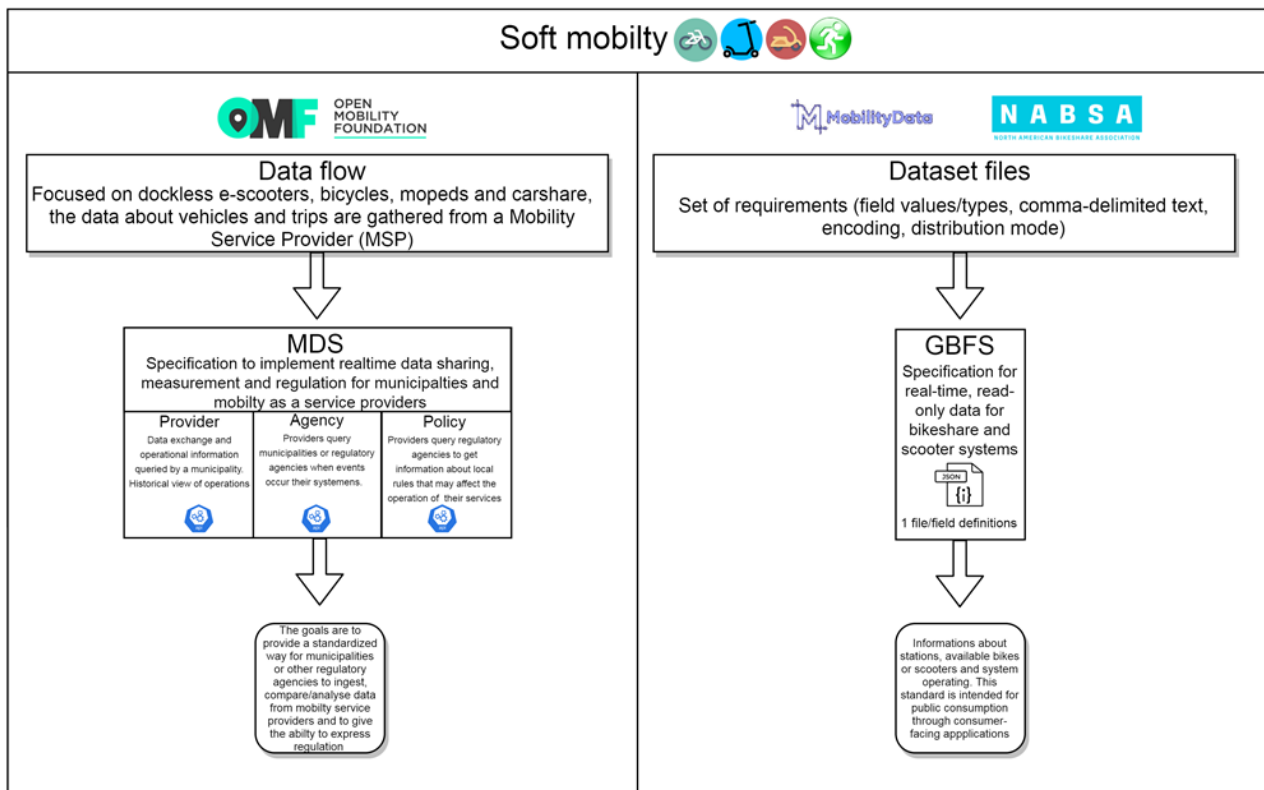 Soft mobilty
OMF OPEN
MOBILITY
FOUNDATION
Data flow
Focused on dockless e-scooters, bicycles, mopeds and carshare,
the data about vehicles and trips are gathered from a Mobility
Service Provider (MSP)
MDS
Specification to implement realtime data sharing,
measurement and regulation for municipalties and
mobilty as a service providers
Provider
Data exchange and
operational information
queried by a municipality.
Historical view of operations
Agency
Providers query
municipalities or regulatory
agencies when events
occur their systemens.
Policy
Providers query regulatory
agencies to get
information about local
rules that may affect the
operation of their services
The goals are to
provide a standardized
way for municipalities
or other regulatory
agencies to ingest,
compare/analyse data
from mobilty service
providers and to give
the abilty to express
regulation
MobilityData
NABSA
NORTH AMERICAN BIKESHARE ASSOCIATION
Dataset files
Set of requirements (field values/types, comma-delimited text,
encoding, distribution mode)
GBFS
Specification for
real-time, read-
only data for
bikeshare and
scooter systems
JSON
{i}
1 file/field definitions
Informations about
stations, available bikes
or scooters and system
operating. This
standard is intended for
public consumption
through consumer-
facing appplications